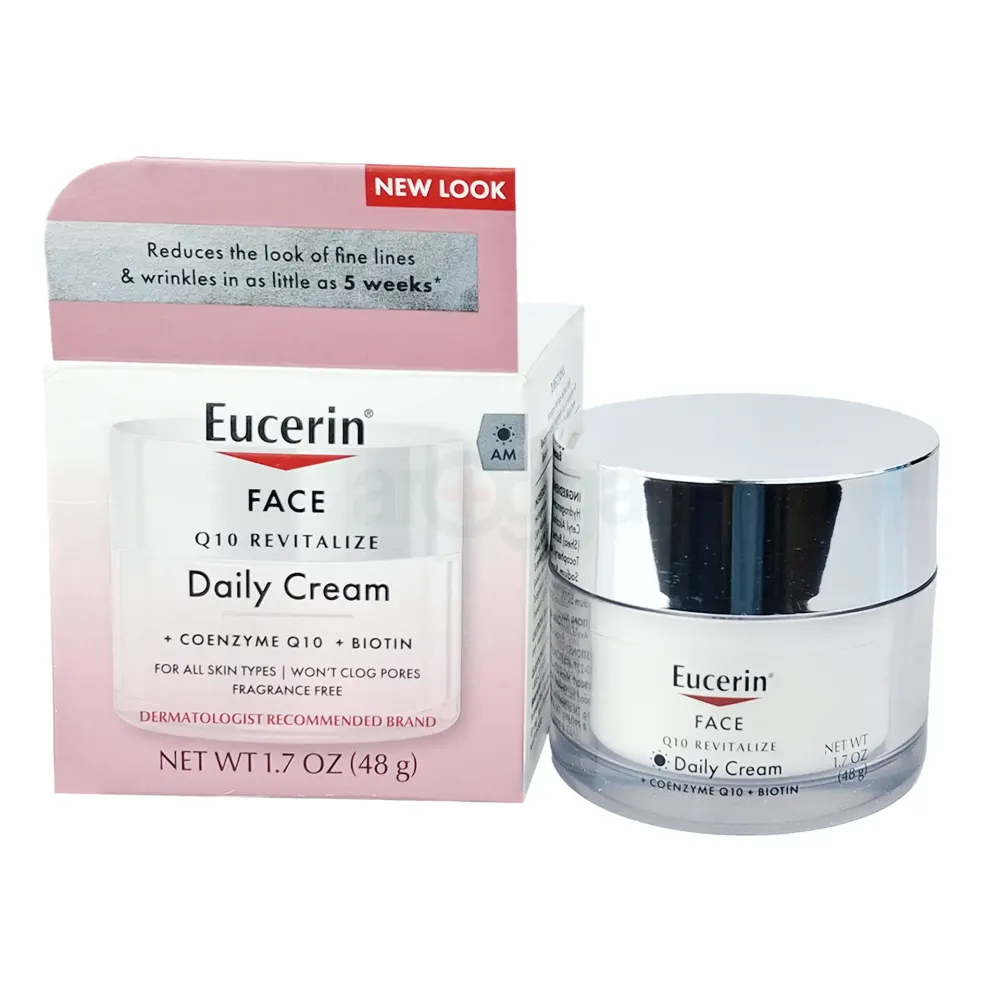 NEW LOOK
Reduces the look of fine lines
& wrinkles in as little as 5 weeks*
Eucerin®
AM
FACE
Q10 REVITALIZE
Daily Cream
+ COENZYME Q10 + BIOTIN
FOR ALL SKIN TYPES | WON'T CLOG PORES
FRAGRANCE FREE
DERMATOLOGIST RECOMMENDED BRAND
NET WT 1.7 OZ (48 g)
Eucerin®
FACE
Q10 REVITALIZE
Daily Cream
+ COENZYME Q10 + BIOTIN
NET WT
1.7 OZ
(48 g)